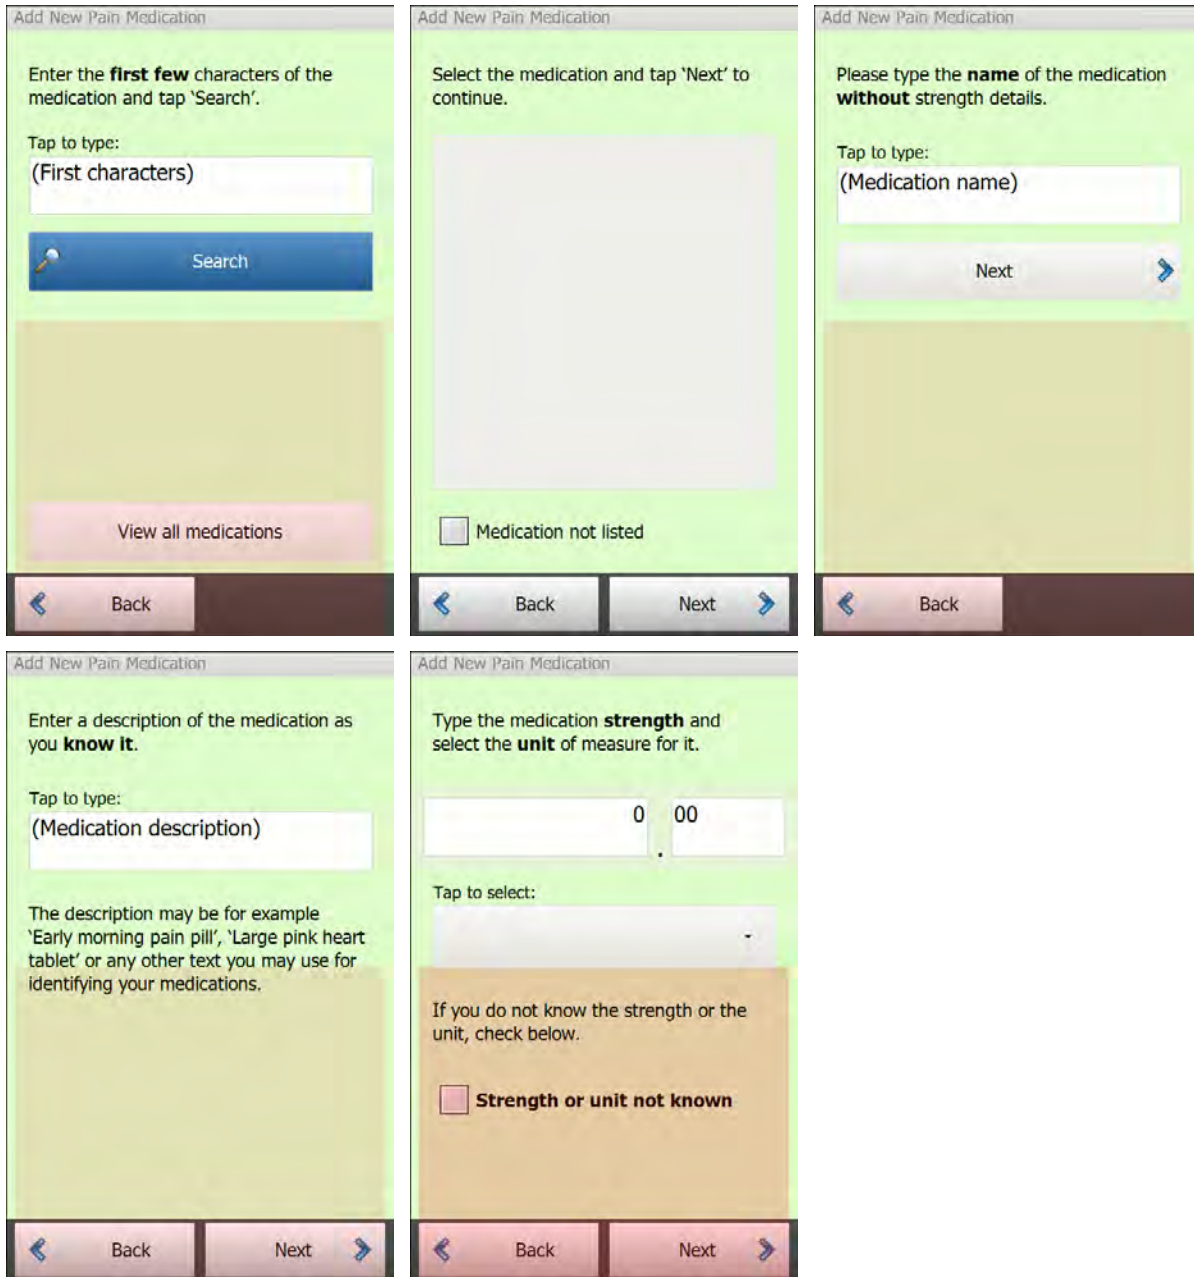 Add New Pain Medication
Enter the first few characters of the
medication and tap ‘Search’.
Tap to type:
(First characters)
Search
View all medications
Back
Add New Pain Medication
Select the medication and tap ‘Next’ to
continue.
Medication not listed
Back
Next
Add New Pain Medication
Please type the name of the medication
without strength details.
Tap to type:
(Medication name)
Next
Back
Add New Pain Medication
Enter a description of the medication as
you know it.
Tap to type:
(Medication description)
The description may be for example
‘Early morning pain pill’, ‘Large pink heart
tablet’ or any other text you may use for
identifying your medications.
Back
Next
Add New Pain Medication
Type the medication strength and
select the unit of measure for it.
0 . 00
Tap to select:
-
If you do not know the strength or the
unit, check below.
Strength or unit not known
Back
Next